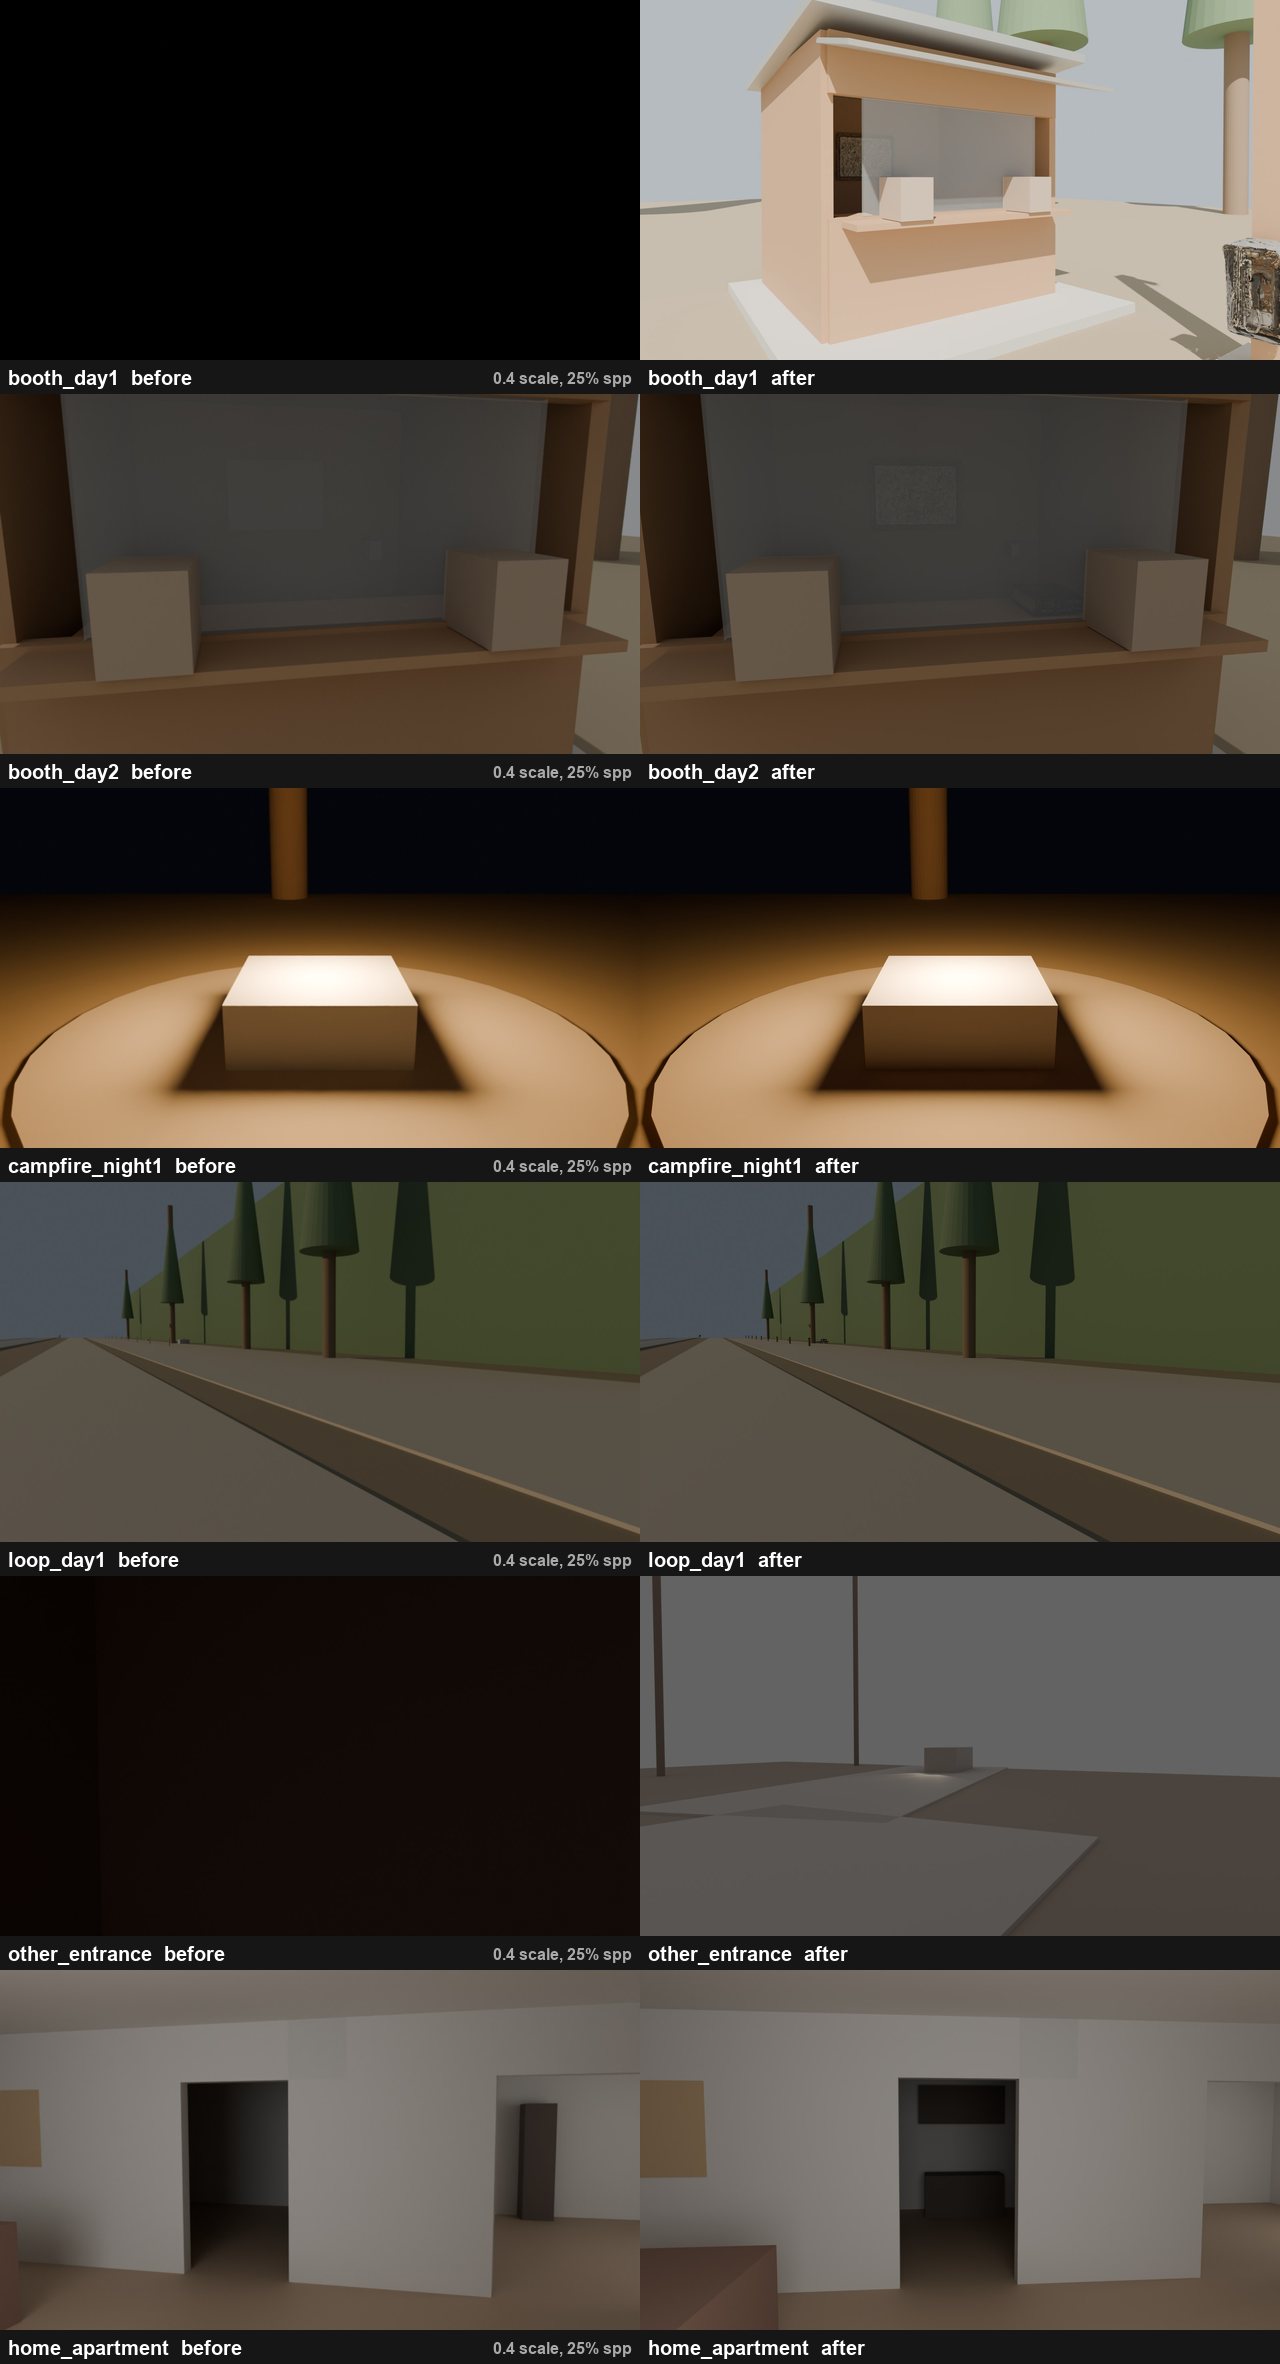 booth_day1 before 0.4 scale, 25% spp booth_day1 after
booth_day2 before 0.4 scale, 25% spp booth_day2 after
campfire_night1 before 0.4 scale, 25% spp campfire_night1 after
loop_day1 before 0.4 scale, 25% spp loop_day1 after
other_entrance before 0.4 scale, 25% spp other_entrance after
home_apartment before 0.4 scale, 25% spp home_apartment after